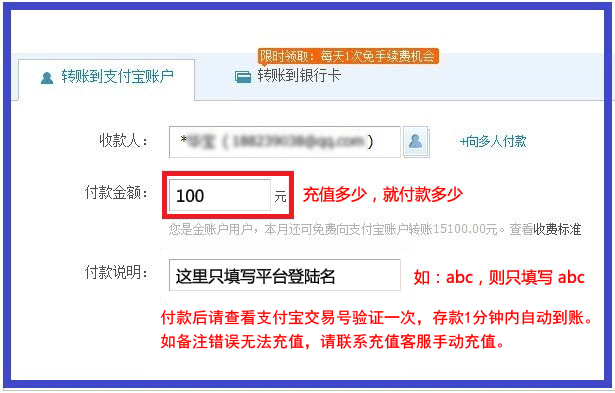 限时领取：每天1次免手续费机会
转账到支付宝账户 转账到银行卡
收款人： * ( ) +向多人付款
付款金额： 100 元 充值多少，就付款多少
您是金账户用户，本月还可免费向支付宝账户转账15100.00元。查看收费标准
付款说明： 这里只填写平台登陆名 如：abc，则只填写 abc
付款后请查看支付宝交易号验证一次，存款1分钟内自动到账。
如备注错误无法充值，请联系充值客服手动充值。